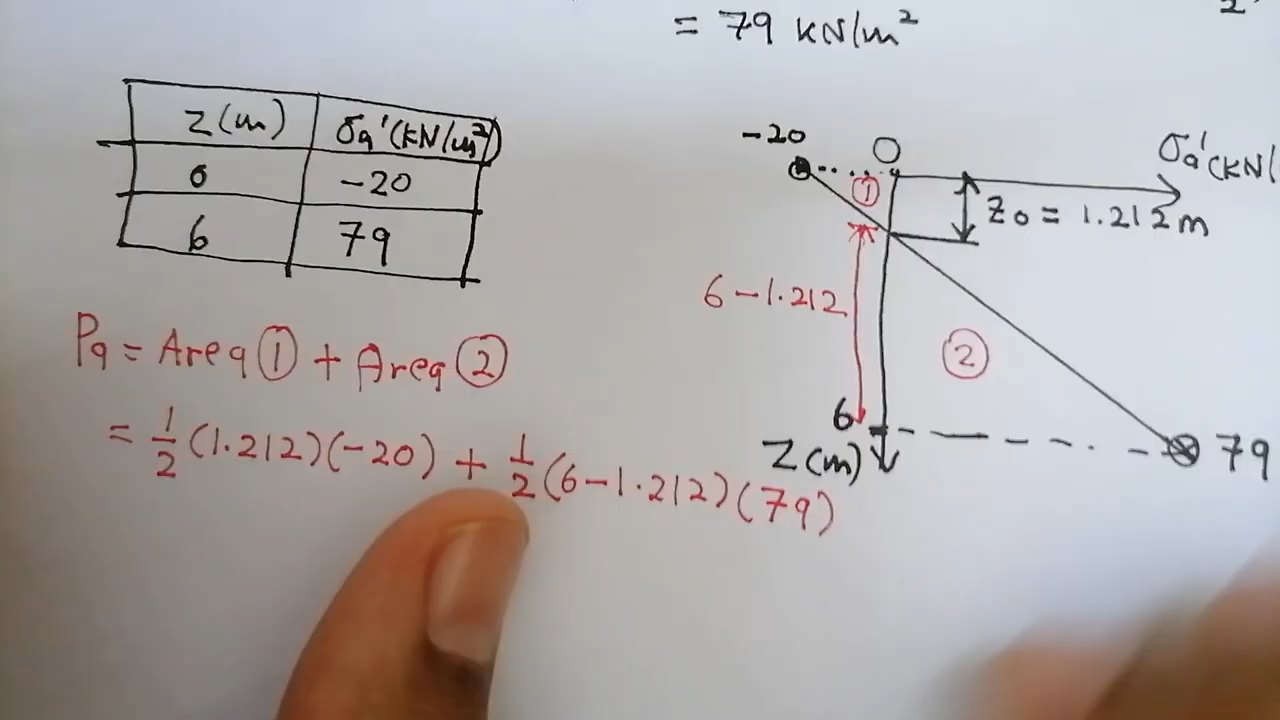 = 79 KN/m²
2
Z(m) σa'(KN/m²)
0 -20
6 79
-20
0
σa'(KN/
①
Z₀ = 1.212m
6-1.212
②
6
Z(m)
79
Pa = Area ① + Area ②
= 1/2 (1.212)(-20) + 1/2 (6-1.212)(79)